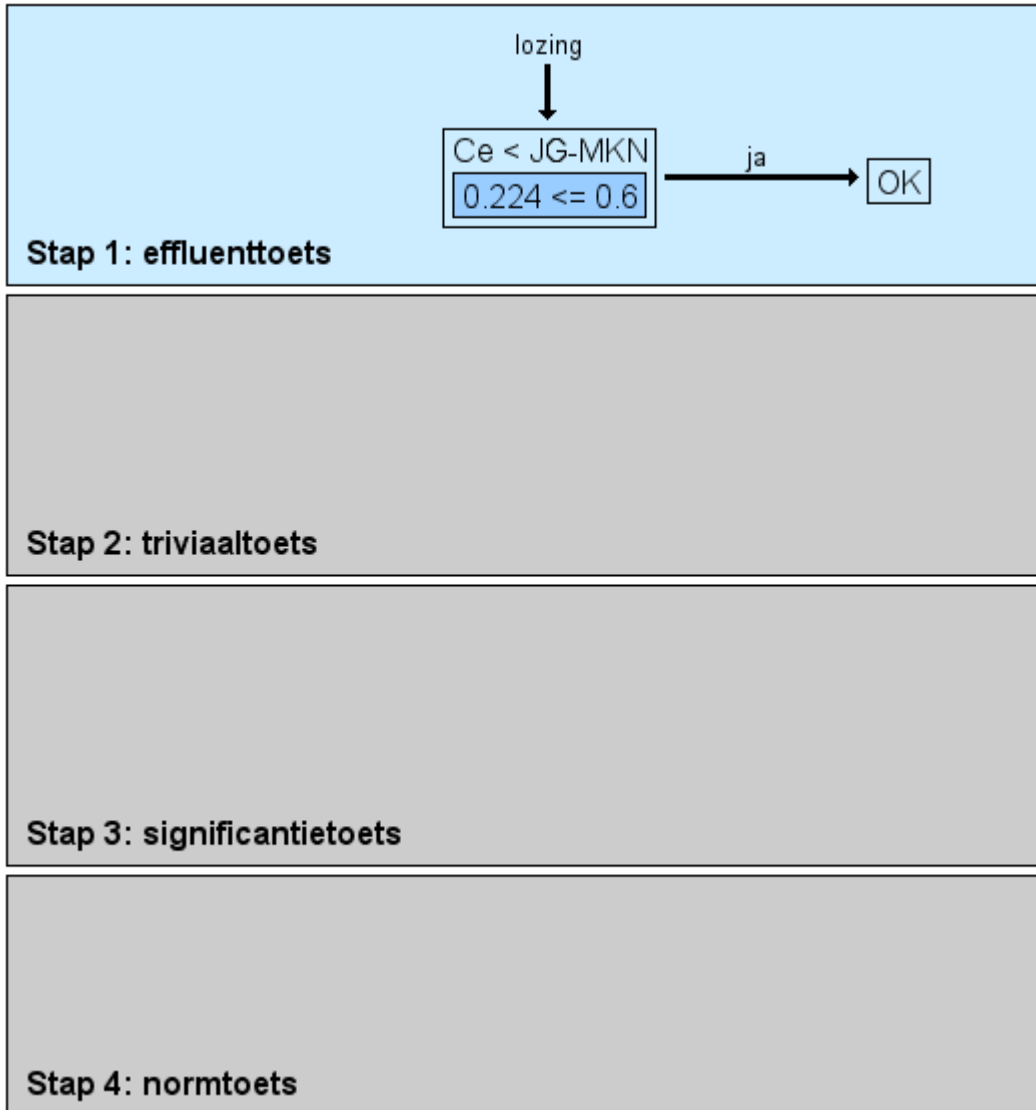 lozing
Ce < JG-MKN
0.224 <= 0.6
ja
OK
Stap 1: effluenttoets
Stap 2: triviaaltoets
Stap 3: significantietoets
Stap 4: normtoets